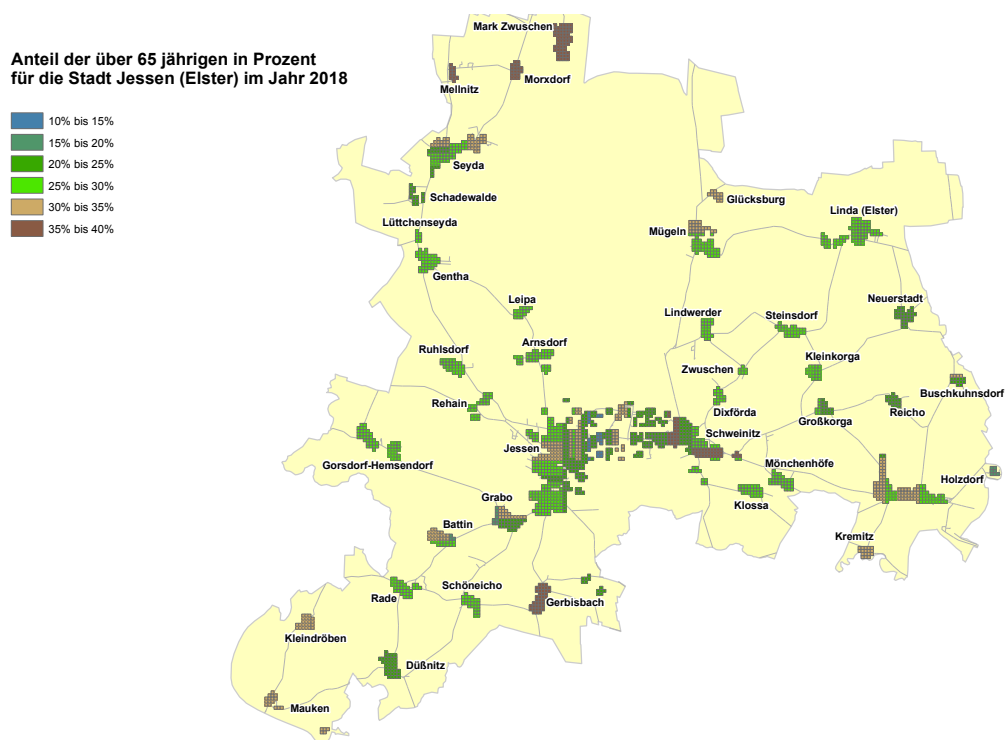 Anteil der über 65 jährigen in Prozent
für die Stadt Jessen (Elster) im Jahr 2018
10% bis 15%
15% bis 20%
20% bis 25%
25% bis 30%
30% bis 35%
35% bis 40%
Mark Zwuschen
Mellnitz
Morxdorf
Seyda
Schadewalde
Glücksburg
Lüttchenseyda
Mügeln
Linda (Elster)
Gentha
Leipa
Neuerstadt
Lindwerder
Steinsdorf
Arnsdorf
Ruhlsdorf
Kleinkorga
Zwuschen
Buschkuhnsdorf
Rehain
Dixförda
Reicho
Großkorga
Schweinitz
Jessen
Gorsdorf-Hemsendorf
Mönchenhöfe
Holzdorf
Grabo
Klossa
Battin
Kremitz
Schöneicho
Rade
Gerbisbach
Kleindröben
Düßnitz
Mauken